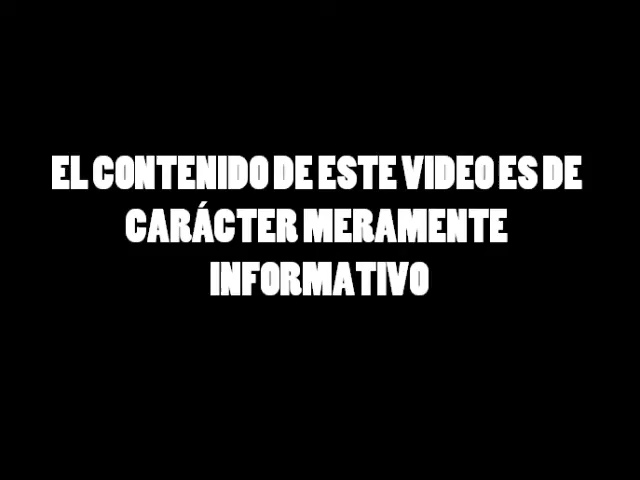 EL CONTENIDO DE ESTE VIDEO ES DE
CARÁCTER MERAMENTE
INFORMATIVO